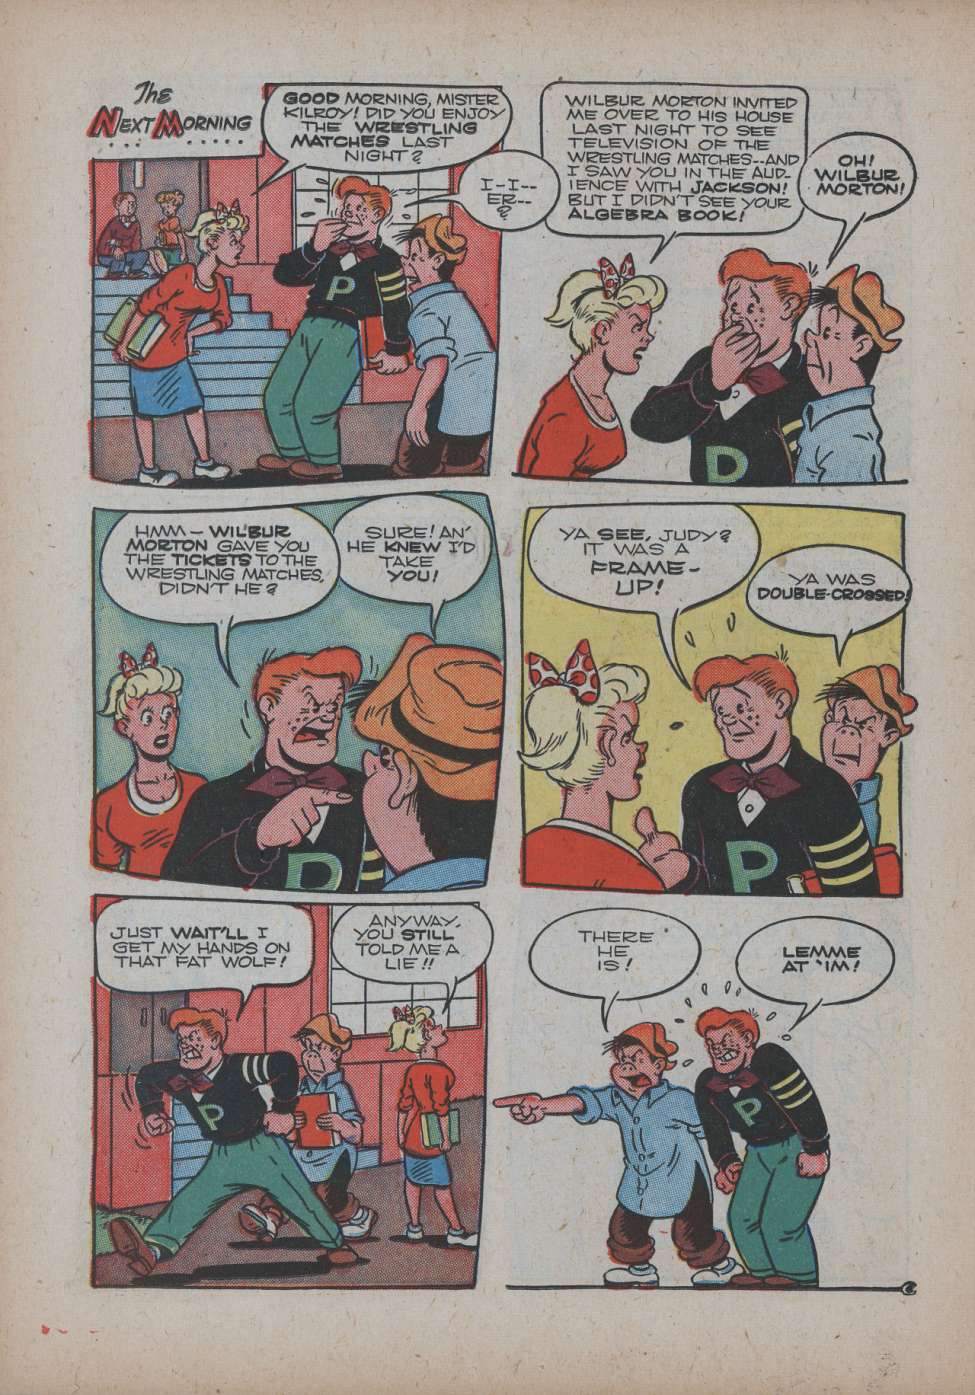 The
Next Morning
... .....
GOOD MORNING, MISTER
KILROY! DID YOU ENJOY
THE WRESTLING
MATCHES LAST
NIGHT?
I-I--
ER--
?
P
WILBUR MORTON INVITED
ME OVER TO HIS HOUSE
LAST NIGHT TO SEE
TELEVISION OF THE
WRESTLING MATCHES--AND
I SAW YOU IN THE AUD-
IENCE WITH JACKSON!
BUT I DIDN'T SEE YOUR
ALGEBRA BOOK!
OH!
WILBUR
MORTON!
P
HMM - WILBUR
MORTON GAVE YOU
THE TICKETS TO THE
WRESTLING MATCHES,
DIDN'T HE?
SURE! AN'
HE KNEW I'D
TAKE
YOU!
P
YA SEE, JUDY?
IT WAS A
FRAME-
UP!
YA WAS
DOUBLE-CROSSED!
P
JUST WAIT'LL I
GET MY HANDS ON
THAT FAT WOLF!
ANYWAY,
YOU STILL
TOLD ME A
LIE!!
P
THERE
HE
IS!
LEMME
AT 'IM!
P